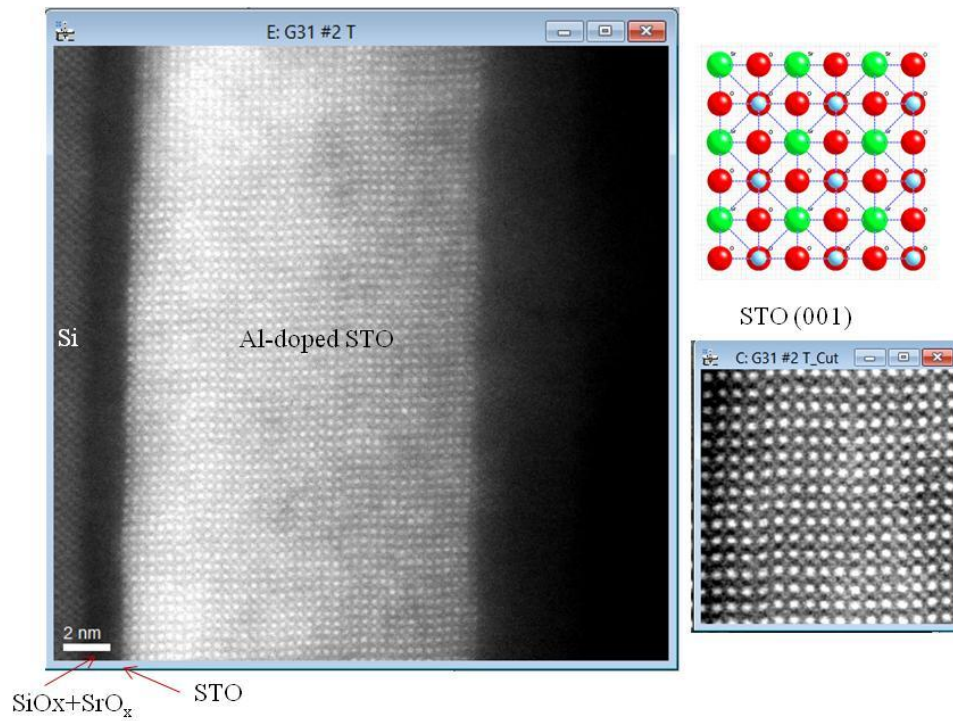 E: G31 #2 T
Si
Al-doped STO
2 nm
SiOx+SrOₓ
STO
STO (001)
C: G31 #2 T_Cut